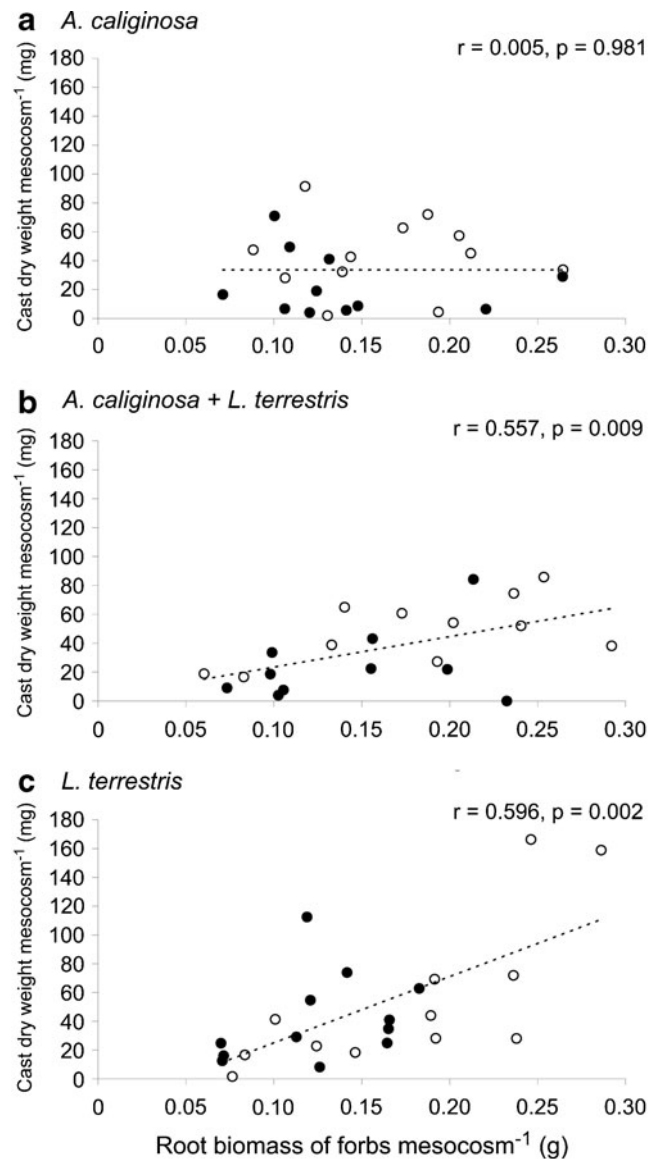 a A. caliginosa
r = 0.005, p = 0.981
Cast dry weight mesocosm⁻¹ (mg)
180
160
140
120
100
80
60
40
20
0
0 0.05 0.10 0.15 0.20 0.25 0.30
b A. caliginosa + L. terrestris
r = 0.557, p = 0.009
Cast dry weight mesocosm⁻¹ (mg)
180
160
140
120
100
80
60
40
20
0
0 0.05 0.10 0.15 0.20 0.25 0.30
c L. terrestris
r = 0.596, p = 0.002
Cast dry weight mesocosm⁻¹ (mg)
180
160
140
120
100
80
60
40
20
0
0 0.05 0.10 0.15 0.20 0.25 0.30
Root biomass of forbs mesocosm⁻¹ (g)